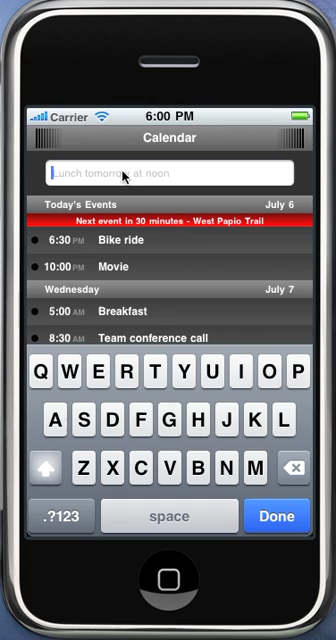 Carrier 6:00 PM
Calendar
Lunch tomorrow at noon
Today's Events July 6
Next event in 30 minutes - West Papio Trail
6:30 PM Bike ride
10:00 PM Movie
Wednesday July 7
5:00 AM Breakfast
8:30 AM Team conference call
Q W E R T Y U I O P
A S D F G H J K L
Z X C V B N M
.?123 space Done